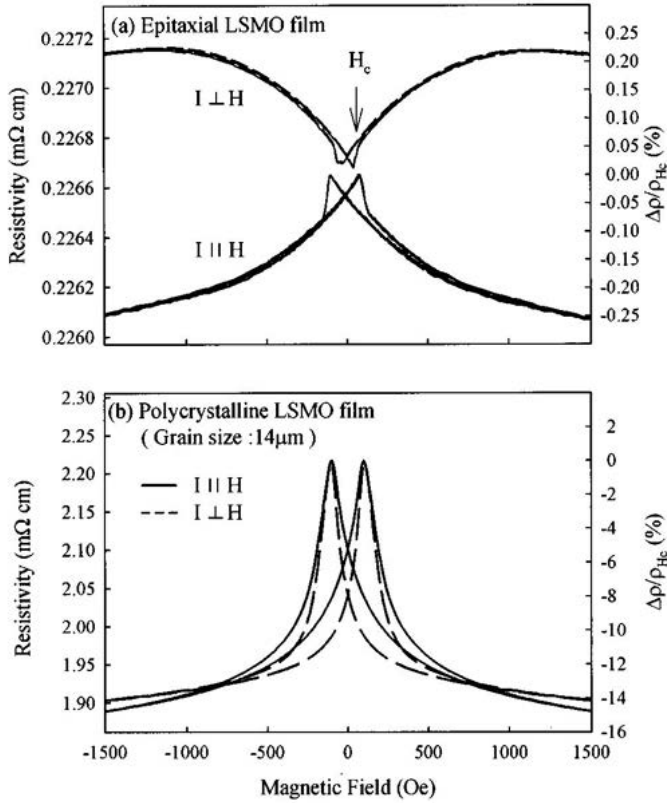 (a) Epitaxial LSMO film
0.2272
0.2270
0.2268
0.2266
0.2264
0.2262
0.2260
Resistivity (mΩ cm)
I ⊥ H
H_c
I || H
0.25
0.20
0.15
0.10
0.05
0.00
-0.05
-0.10
-0.15
-0.20
-0.25
Δρ/ρ_Hc (%)
(b) Polycrystalline LSMO film
( Grain size :14μm )
I || H
I ⊥ H
2.30
2.25
2.20
2.15
2.10
2.05
2.00
1.95
1.90
Resistivity (mΩ cm)
2
0
-2
-4
-6
-8
-10
-12
-14
-16
Δρ/ρ_Hc (%)
-1500 -1000 -500 0 500 1000 1500
Magnetic Field (Oe)